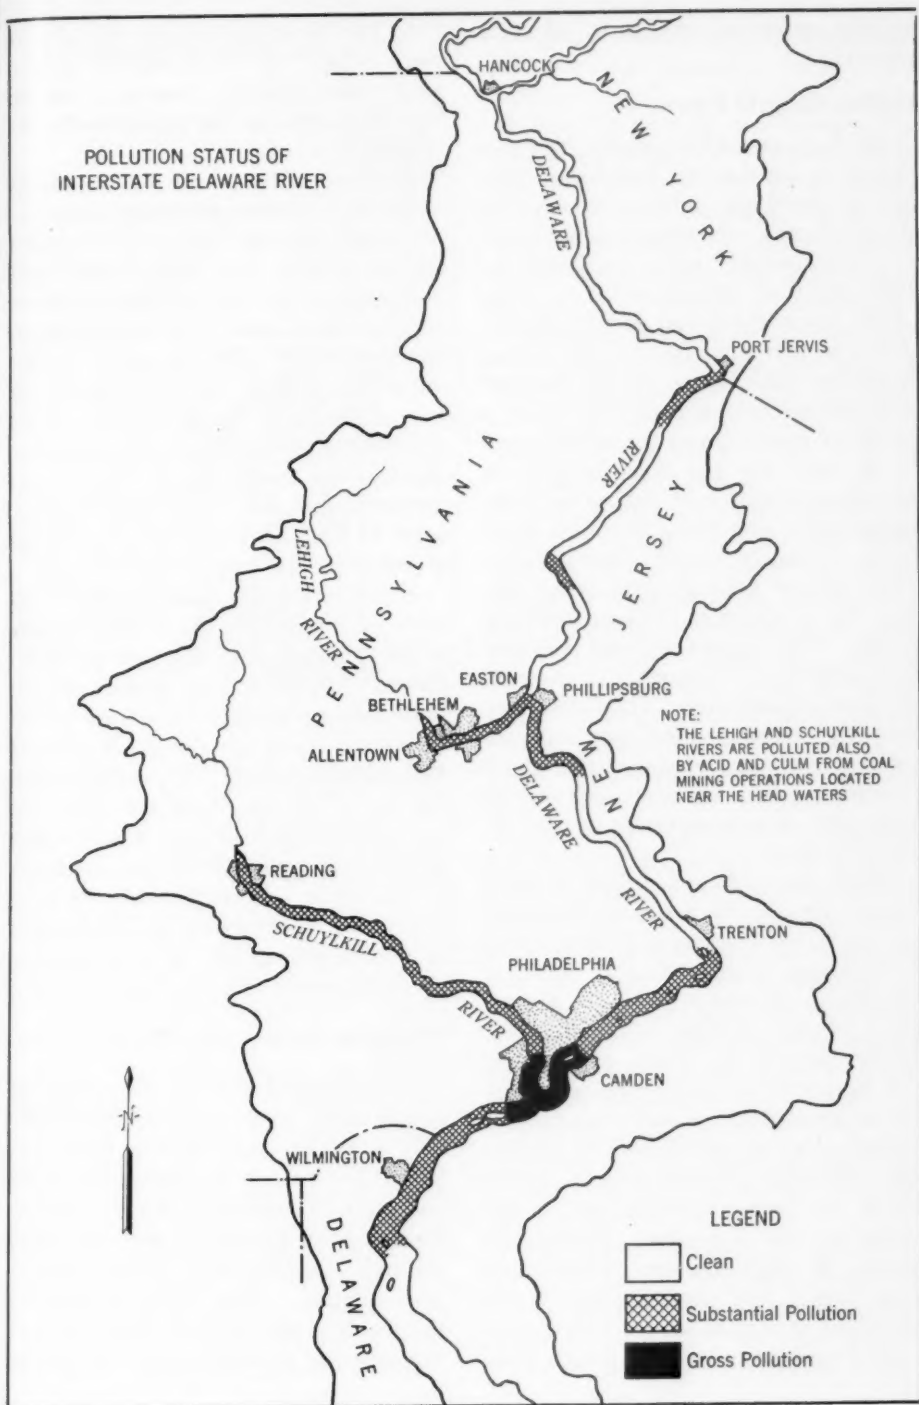 POLLUTION STATUS OF
INTERSTATE DELAWARE RIVER
HANCOCK
NEW YORK
DELAWARE
PORT JERVIS
RIVER
PENNSYLVANIA
JERSEY
LEHIGH
RIVER
EASTON
PHILLIPSBURG
BETHLEHEM
ALLENTOWN
NOTE:
THE LEHIGH AND SCHUYLKILL
RIVERS ARE POLLUTED ALSO
BY ACID AND CULM FROM COAL
MINING OPERATIONS LOCATED
NEAR THE HEAD WATERS
NEW
DELAWARE
RIVER
READING
SCHUYLKILL
RIVER
TRENTON
PHILADELPHIA
CAMDEN
N
WILMINGTON
DELAWARE
LEGEND
Clean
Substantial Pollution
Gross Pollution